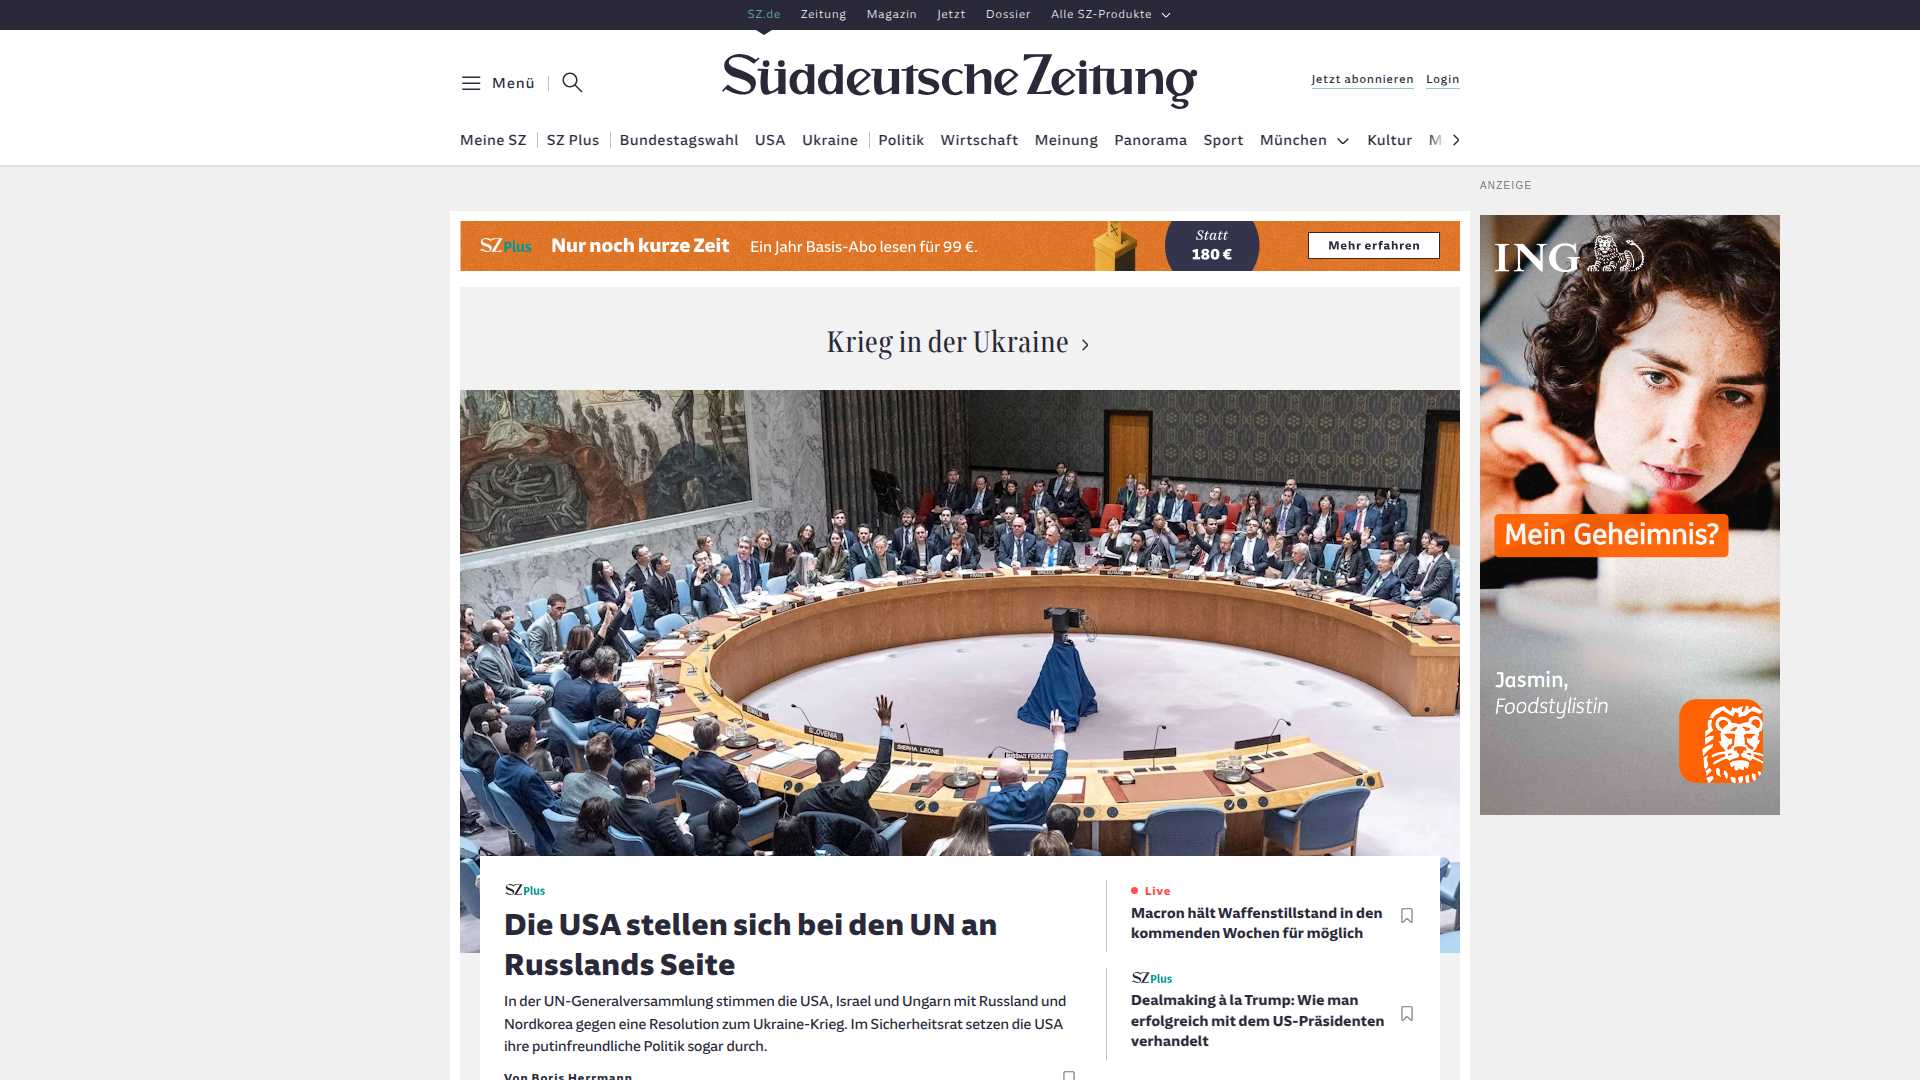 SZ.de Zeitung Magazin Jetzt Dossier Alle SZ-Produkte
Menü
Süddeutsche Zeitung
Jetzt abonnieren Login
Meine SZ SZ Plus Bundestagswahl USA Ukraine Politik Wirtschaft Meinung Panorama Sport München Kultur M
ANZEIGE
SZ Plus Nur noch kurze Zeit Ein Jahr Basis-Abo lesen für 99 €.
Statt
180 €
Mehr erfahren
Krieg in der Ukraine
SLOVENIA
SIERRA LEONE
ING
Mein Geheimnis?
Jasmin,
Foodstylistin
SZ Plus
Die USA stellen sich bei den UN an
Russlands Seite
In der UN-Generalversammlung stimmen die USA, Israel und Ungarn mit Russland und
Nordkorea gegen eine Resolution zum Ukraine-Krieg. Im Sicherheitsrat setzen die USA
ihre putinfreundliche Politik sogar durch.
Von Boris Herrmann
Live
Macron hält Waffenstillstand in den
kommenden Wochen für möglich
SZ Plus
Dealmaking à la Trump: Wie man
erfolgreich mit dem US-Präsidenten
verhandelt